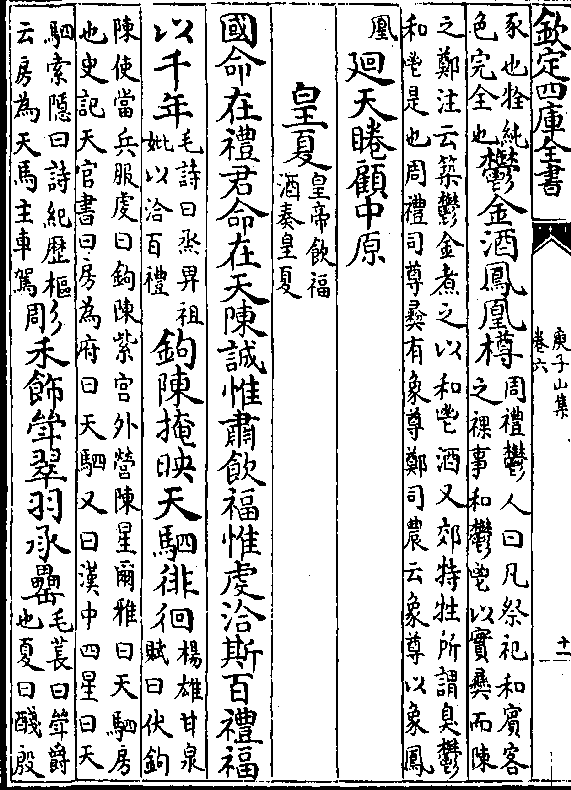 欽定四庫全書
庾子山集
卷六
十一
豕也牷純
色完全也
鬱金酒鳳凰樽
周禮鬱人曰凡祭祀和賓客
之祼事和鬱鬯以實彝而陳
之鄭注云築鬱金煮之以和鬯酒又郊特牲所謂臭鬱
和鬯是也周禮司尊彝有象尊鄭司農云象尊以象鳳
凰
廻天睠顧中原
皇夏
皇帝飲福
酒奏皇夏
國命在禮君命在天陳誠惟肅飲福惟虔洽斯百禮福
以千年
毛詩曰烝畀祖
妣以洽百禮
鉤陳掩映天駟徘徊
楊雄甘泉
賦曰伏鉤
陳使當兵服虔曰鉤陳紫宫外營陳星爾雅曰天駟房
也史記天官書曰房為府曰天駟又曰漢中四星曰天
駟索隱曰詩紀歴樞
云房為天馬主車駕
彫禾飾斝翠羽承罍
毛萇曰斝爵
也夏曰醆殷